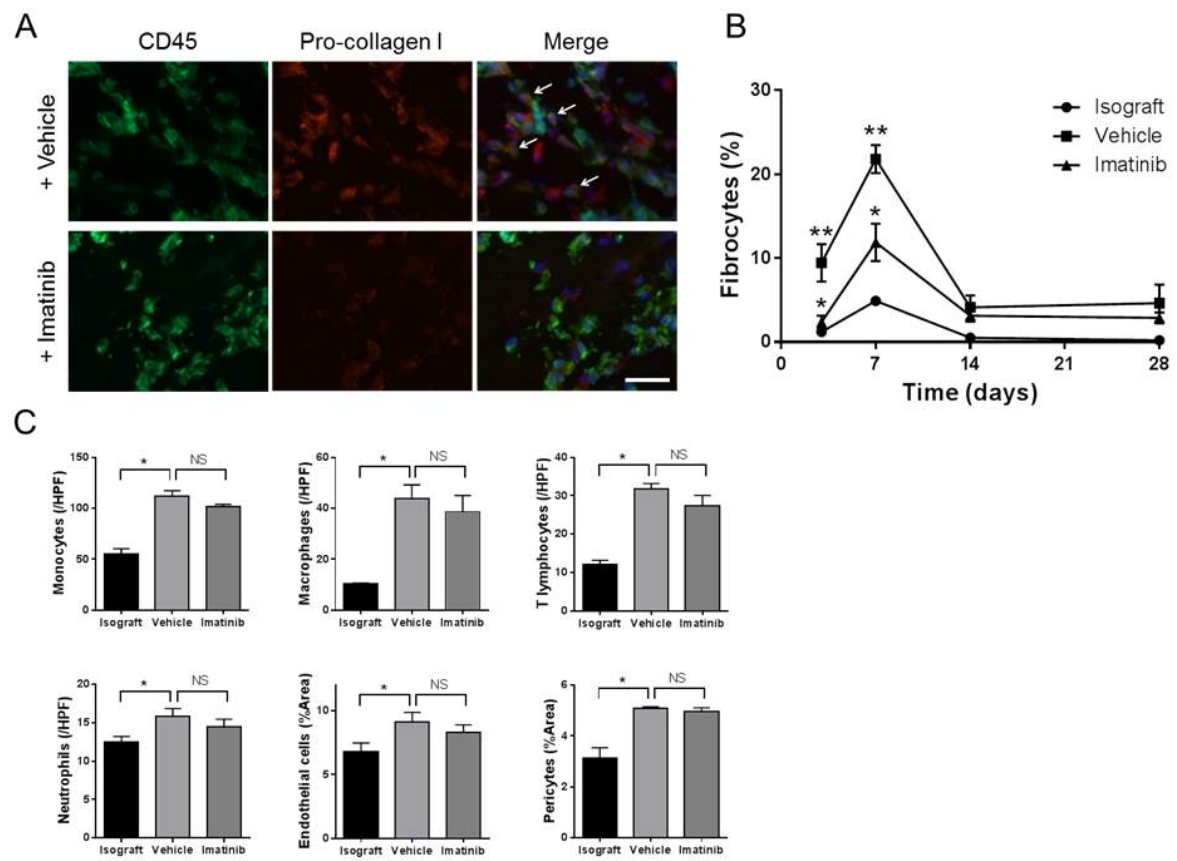 A
CD45
Pro-collagen I
Merge
+ Vehicle
+ Imatinib
B
Fibrocytes (%)
30
20
10
0
**
**
*
*
Isograft
Vehicle
Imatinib
0 7 14 21 28
Time (days)
C
Monocytes (/HPF)
150
100
50
0
* NS
Isograft Vehicle Imatinib
Macrophages (/HPF)
60
40
20
0
* NS
Isograft Vehicle Imatinib
T lymphocytes (/HPF)
40
30
20
10
0
* NS
Isograft Vehicle Imatinib
Neutrophils (/HPF)
20
15
10
5
0
* NS
Isograft Vehicle Imatinib
Endothelial cells (%Area)
10
5
0
* NS
Isograft Vehicle Imatinib
Pericytes (%Area)
6
4
2
0
* NS
Isograft Vehicle Imatinib